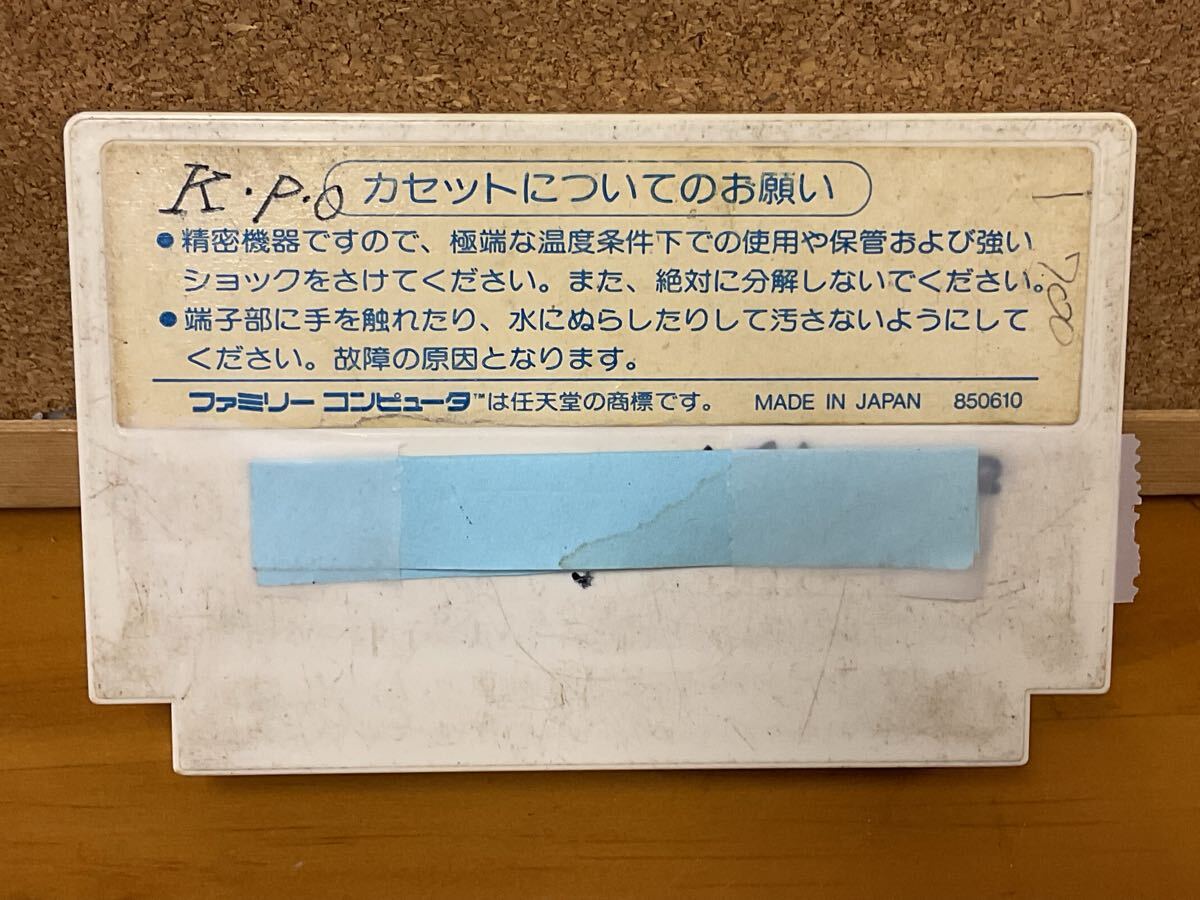 K.P.O
カセットについてのお願い
●精密機器ですので、極端な温度条件下での使用や保管および強い
ショックをさけてください。また、絶対に分解しないでください。
●端子部に手を触れたり、水にぬらしたりして汚さないようにして
ください。故障の原因となります。
ファミリー コンピュータ™は任天堂の商標です。 MADE IN JAPAN 850610
700